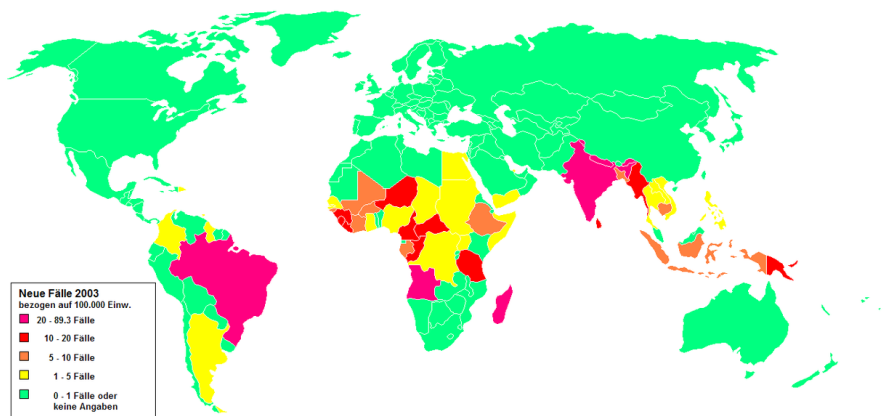 Neue Fälle 2003
bezogen auf 100.000 Einw.
20 - 89.3 Fälle
10 - 20 Fälle
5 - 10 Fälle
1 - 5 Fälle
0 - 1 Fälle oder
keine Angaben